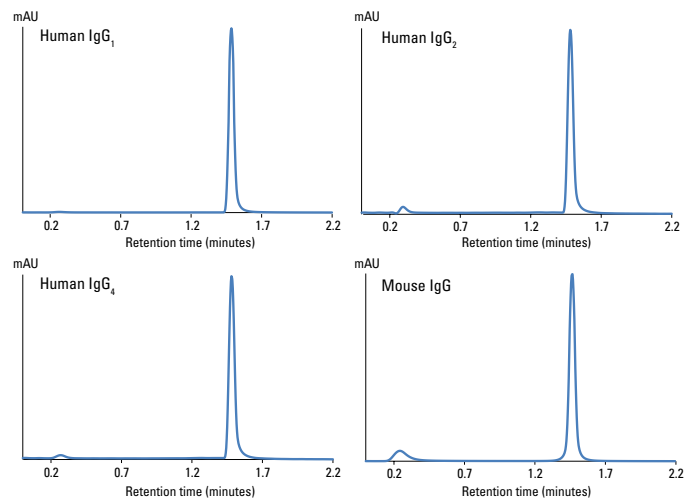 mAU
Human IgG₁
0.2 0.7 1.2 1.7 2.2
Retention time (minutes)
mAU
Human IgG₂
0.2 0.7 1.2 1.7 2.2
Retention time (minutes)
mAU
Human IgG₄
0.2 0.7 1.2 1.7 2.2
Retention time (minutes)
mAU
Mouse IgG
0.2 1.2 1.7 2.2
Retention time (minutes)